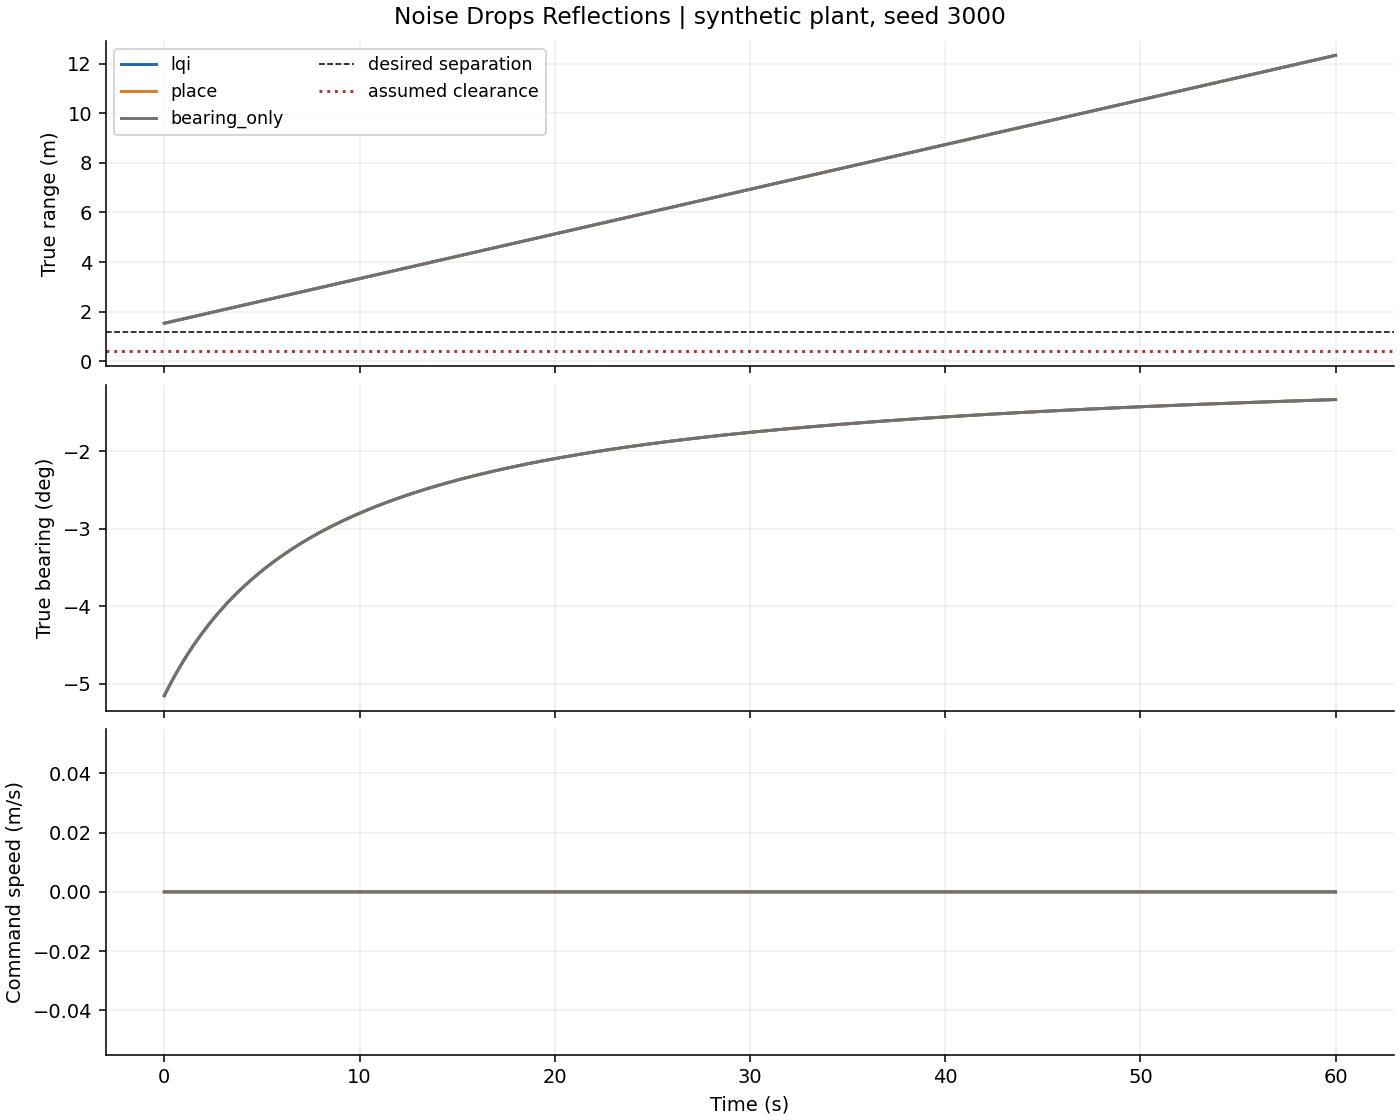 Noise Drops Reflections | synthetic plant, seed 3000
lqi
place
bearing_only
desired separation
assumed clearance
True range (m)
12
10
8
6
4
2
0
True bearing (deg)
−2
−3
−4
−5
Command speed (m/s)
0.04
0.02
0.00
−0.02
−0.04
0 10 20 30 40 50 60
Time (s)